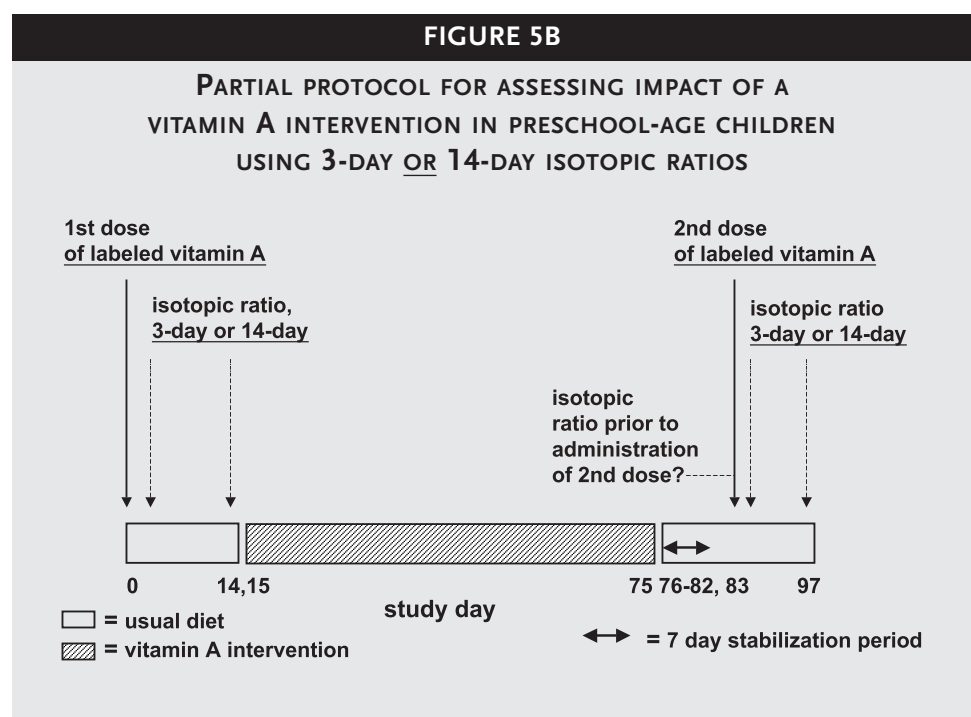 FIGURE 5B
PARTIAL PROTOCOL FOR ASSESSING IMPACT OF A
VITAMIN A INTERVENTION IN PRESCHOOL-AGE CHILDREN
USING 3-DAY OR 14-DAY ISOTOPIC RATIOS
1st dose
of labeled vitamin A
isotopic ratio,
3-day or 14-day
2nd dose
of labeled vitamin A
isotopic ratio
3-day or 14-day
isotopic
ratio prior to
administration
of 2nd dose?
0 14,15 75 76-82, 83 97
study day
= usual diet
= vitamin A intervention
= 7 day stabilization period